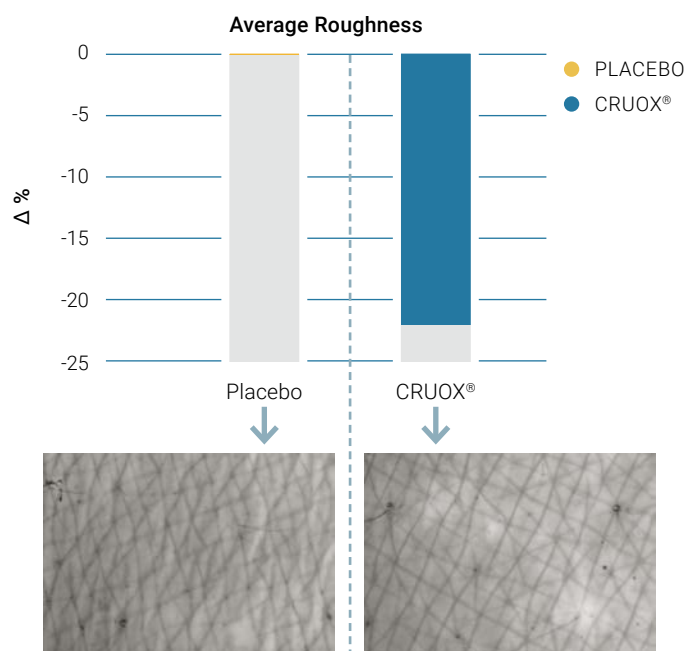 Average Roughness
0
-5
-10
-15
-20
-25
Δ %
PLACEBO
CRUOX®
Placebo
CRUOX®